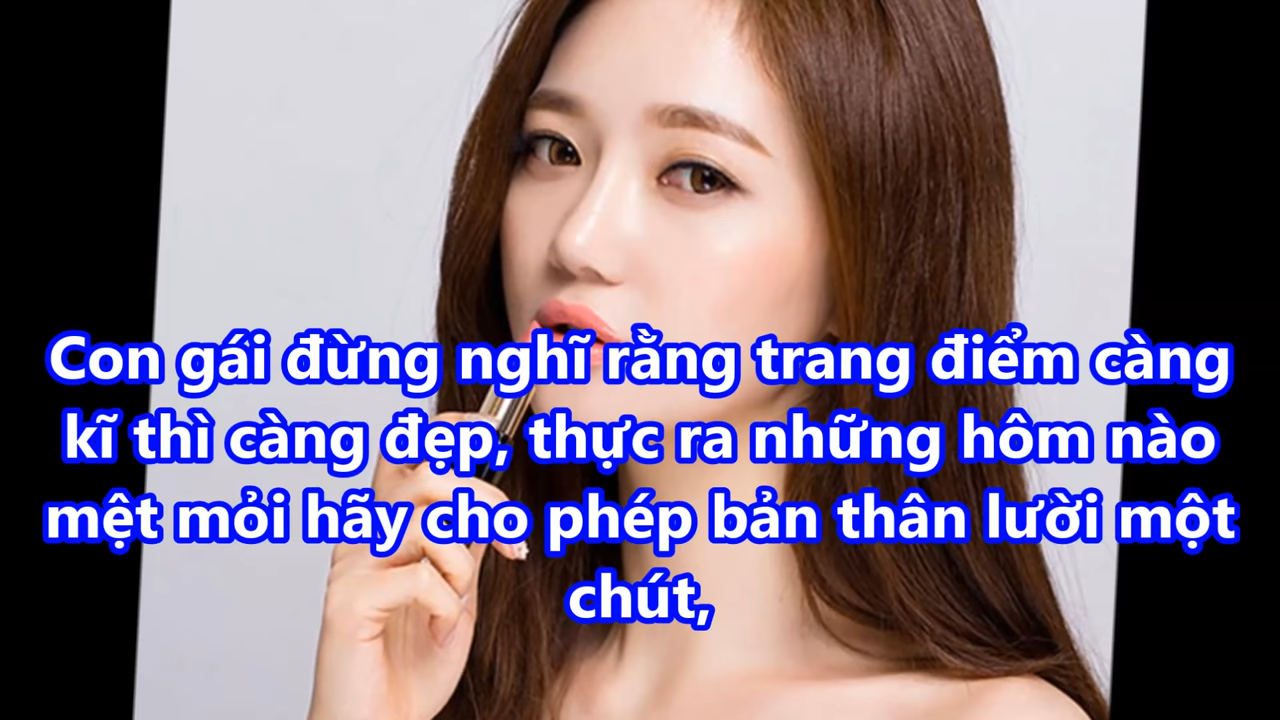 Con gái đừng nghĩ rằng trang điểm càng
kĩ thì càng đẹp, thực ra những hôm nào
mệt mỏi hãy cho phép bản thân lười một
chút,